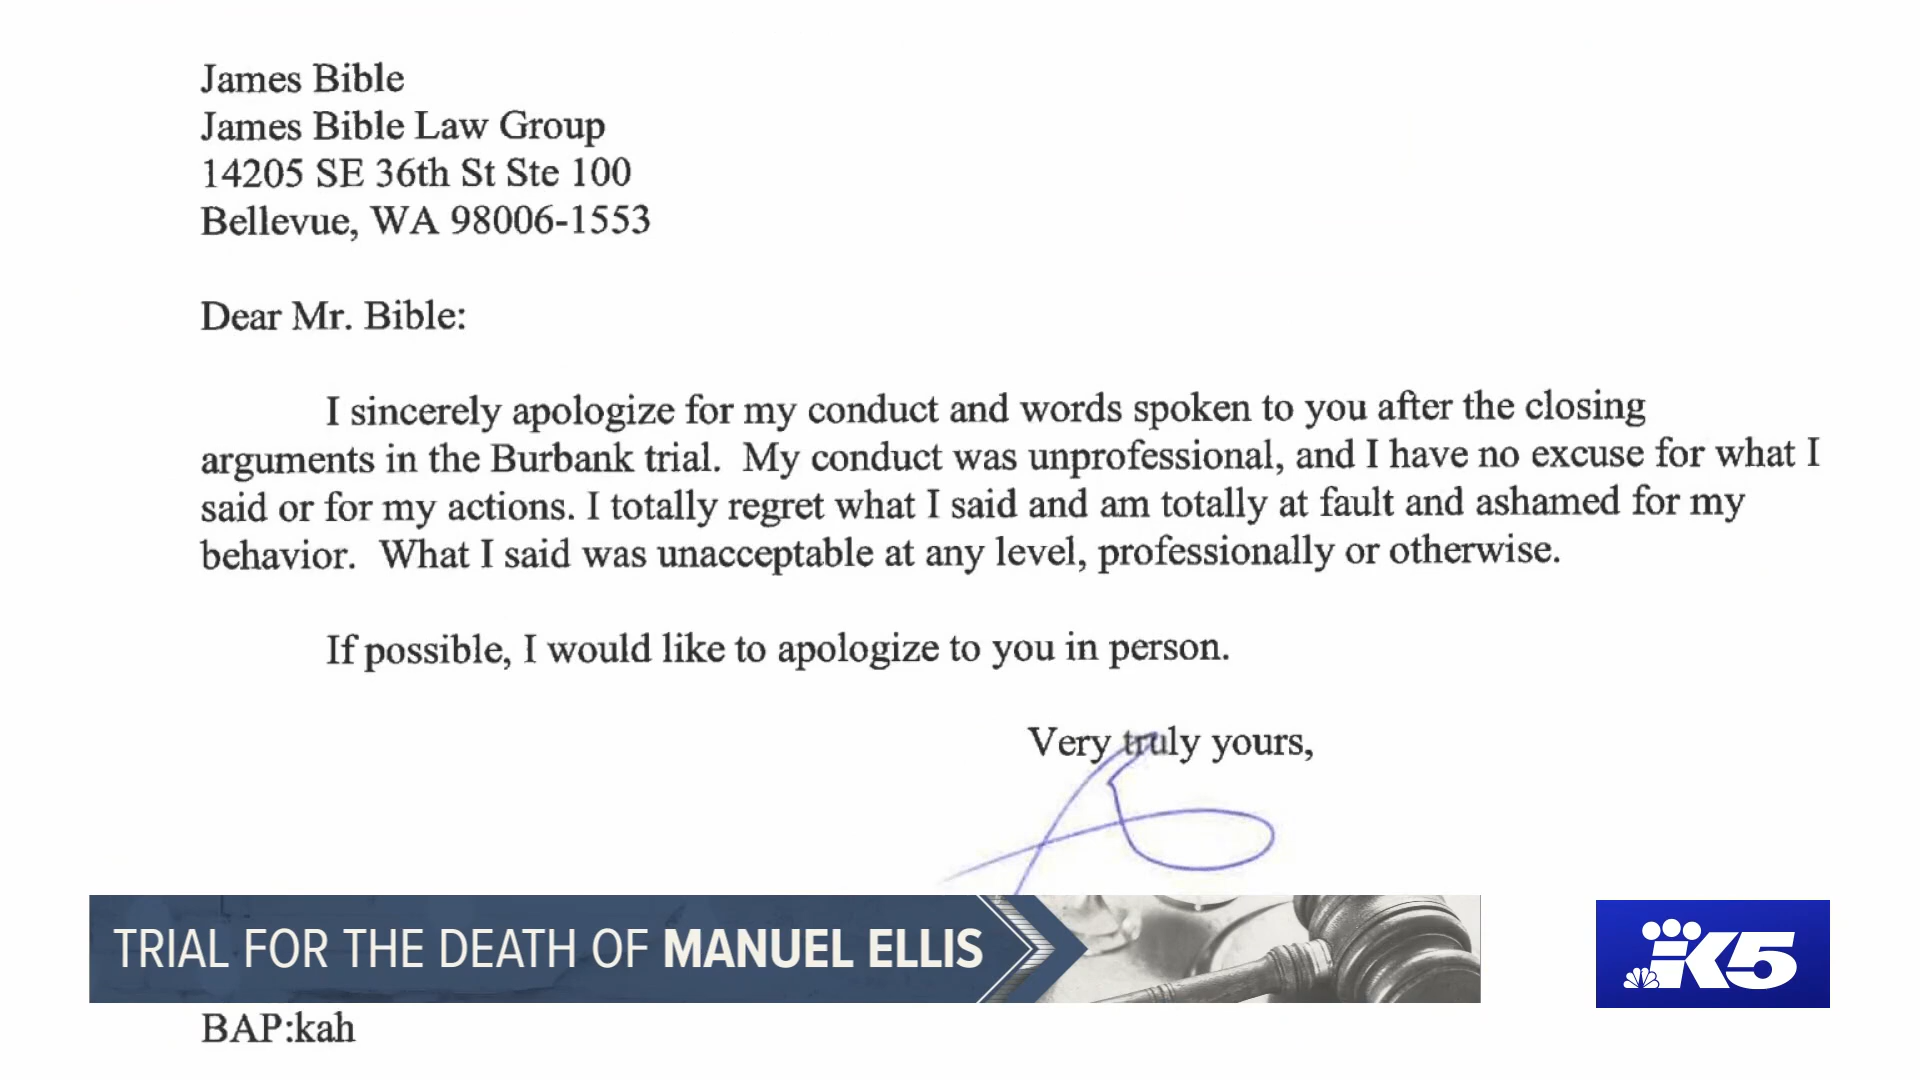 James Bible
James Bible Law Group
14205 SE 36th St Ste 100
Bellevue, WA 98006-1553
Dear Mr. Bible:
I sincerely apologize for my conduct and words spoken to you after the closing
arguments in the Burbank trial.  My conduct was unprofessional, and I have no excuse for what I
said or for my actions. I totally regret what I said and am totally at fault and ashamed for my
behavior.  What I said was unacceptable at any level, professionally or otherwise.
If possible, I would like to apologize to you in person.
Very truly yours,
TRIAL FOR THE DEATH OF MANUEL ELLIS
K5
BAP:kah